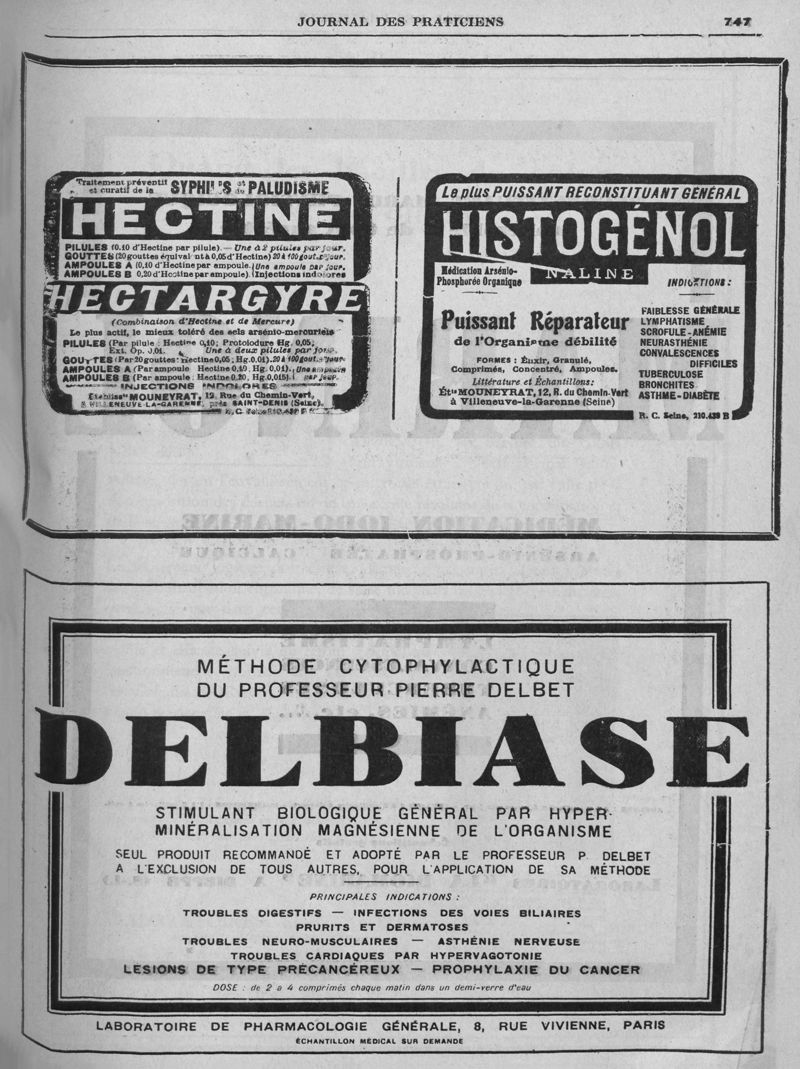 JOURNAL DES PRATICIENS
747
Traitement préventif
et curatif de la
SYPHILIS et du PALUDISME
HECTINE
PILULES (0.10 d'Hectine par pilule).— Une à 2 pilules par jour.
GOUTTES (20 gouttes équival nt à 0,05 d'Hectine) 20 à 100 gout. p jour.
AMPOULES A (0,10 d'Hectine par ampoule. Une ampoule par jour.
AMPOULES B (0,20 d'Hectine par ampoule). Injections indolores
HECTARGYRE
(Combinaison d'Hectine et de Mercure)
Le plus actif, le mieux toléré des sels arsénio-mercuriels
PILULES (Par pilule : Hectine 0,10; Protoiodure Hg. 0,05;
Ext. Op. 0,01. Une à deux pilules par jour.
GOUTTES (Par 20 gouttes: Hectine 0,05; Hg. 0.01). 20 à 100 gout. p. jour.
AMPOULES A (Par ampoule Hectine 0,10, Hg. 0,01). Une ampoule
AMPOULES B (Par ampoule : Hectine 0,20, Hg. 0,015). par jour.
INJECTIONS INDOLORES
Établiss MOUNEYRAT, 12, Rue du Chemin-Vert,
à VILLENEUVE-LA-GARENNE, près SAINT-DENIS (Seine).
R. C. Seine 210.439 B
Le plus PUISSANT RECONSTITUANT GÉNÉRAL
HISTOGÉNOL
NALINE
Médication Arsénio-
Phosphorée Organique
Puissant Réparateur
de l'Organisme débilité
FORMES : Élixir, Granulé,
Comprimés, Concentré, Ampoules.
Littérature et Échantillons:
Étts MOUNEYRAT, 12, R. du Chemin-Vert
à Villeneuve-la-Garenne (Seine)
INDICATIONS :
FAIBLESSE GÉNÉRALE
LYMPHATISME
SCROFULE - ANÉMIE
NEURASTHÉNIE
CONVALESCENCES
DIFFICILES
TUBERCULOSE
BRONCHITES
ASTHME - DIABÈTE
R. C. Seine, 210.439 B
MÉTHODE CYTOPHYLACTIQUE
DU PROFESSEUR PIERRE DELBET
DELBIASE
STIMULANT BIOLOGIQUE GÉNÉRAL PAR HYPER-
MINÉRALISATION MAGNÉSIENNE DE L'ORGANISME
SEUL PRODUIT RECOMMANDÉ ET ADOPTÉ PAR LE PROFESSEUR P. DELBET
A L'EXCLUSION DE TOUS AUTRES, POUR L'APPLICATION DE SA MÉTHODE
PRINCIPALES INDICATIONS :
TROUBLES DIGESTIFS — INFECTIONS DES VOIES BILIAIRES
PRURITS ET DERMATOSES
TROUBLES NEURO-MUSCULAIRES — ASTHÉNIE NERVEUSE
TROUBLES CARDIAQUES PAR HYPERVAGOTONIE
LESIONS DE TYPE PRÉCANCÉREUX — PROPHYLAXIE DU CANCER
DOSE : de 2 a 4 comprimés chaque matin dans un demi-verre d'eau
LABORATOIRE DE PHARMACOLOGIE GÉNÉRALE, 8, RUE VIVIENNE, PARIS
ÉCHANTILLON MÉDICAL SUR DEMANDE